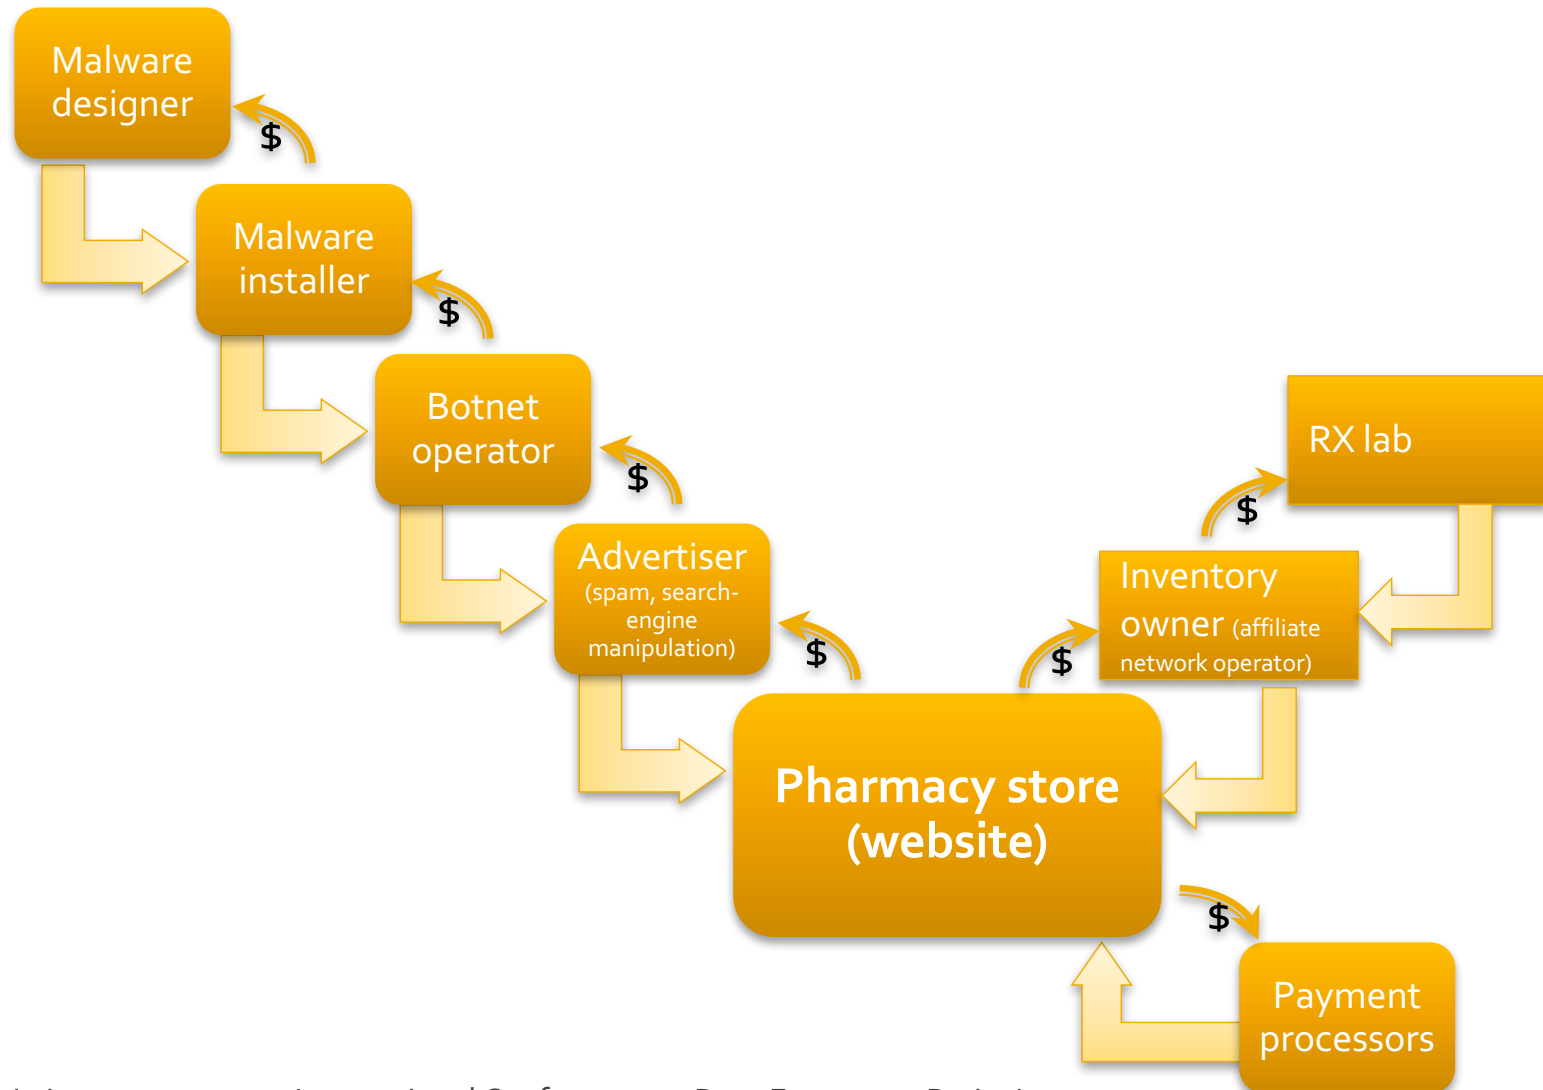 Malware
designer
$
Malware
installer
$
Botnet
operator
$
Advertiser
(spam, search-
engine
manipulation)
$
RX lab
$
Inventory
owner (affiliate
network operator)
$
Pharmacy store
(website)
$
Payment
processors